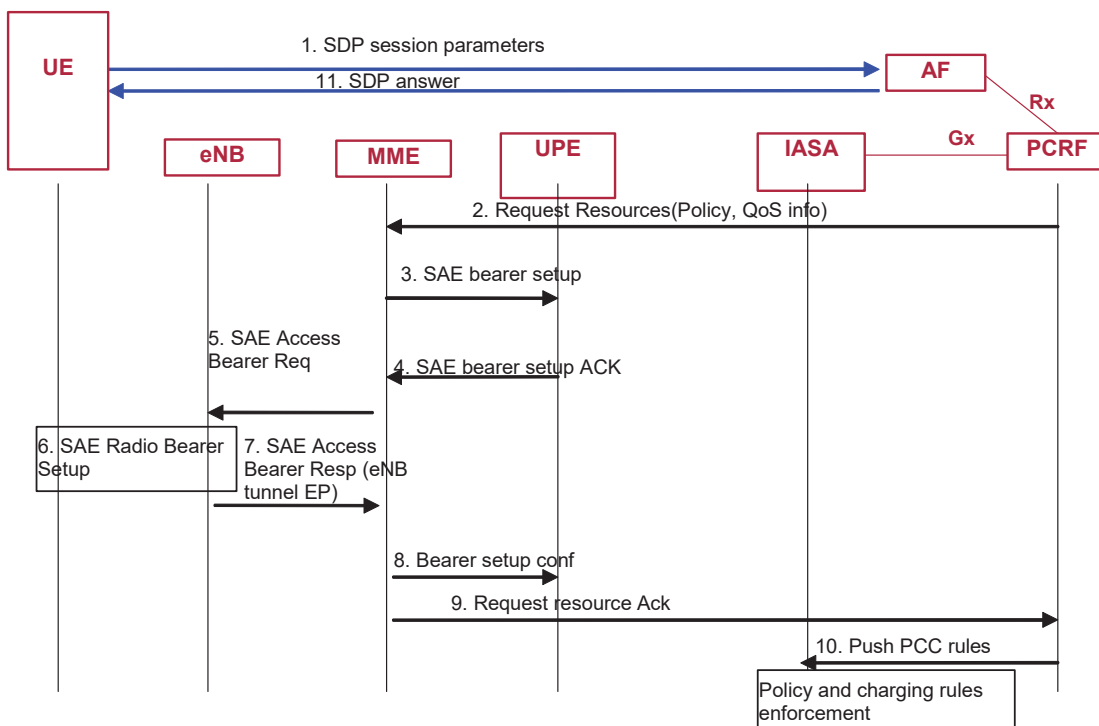 1. SDP session parameters
UE
AF
11. SDP answer
Rx
eNB
MME
UPE
IASA
Gx
PCRF
2. Request Resources(Policy, QoS info)
3. SAE bearer setup
5. SAE Access
Bearer Req
4. SAE bearer setup ACK
6. SAE Radio Bearer
Setup
7. SAE Access
Bearer Resp (eNB
tunnel EP)
8. Bearer setup conf
9. Request resource Ack
10. Push PCC rules
Policy and charging rules
enforcement